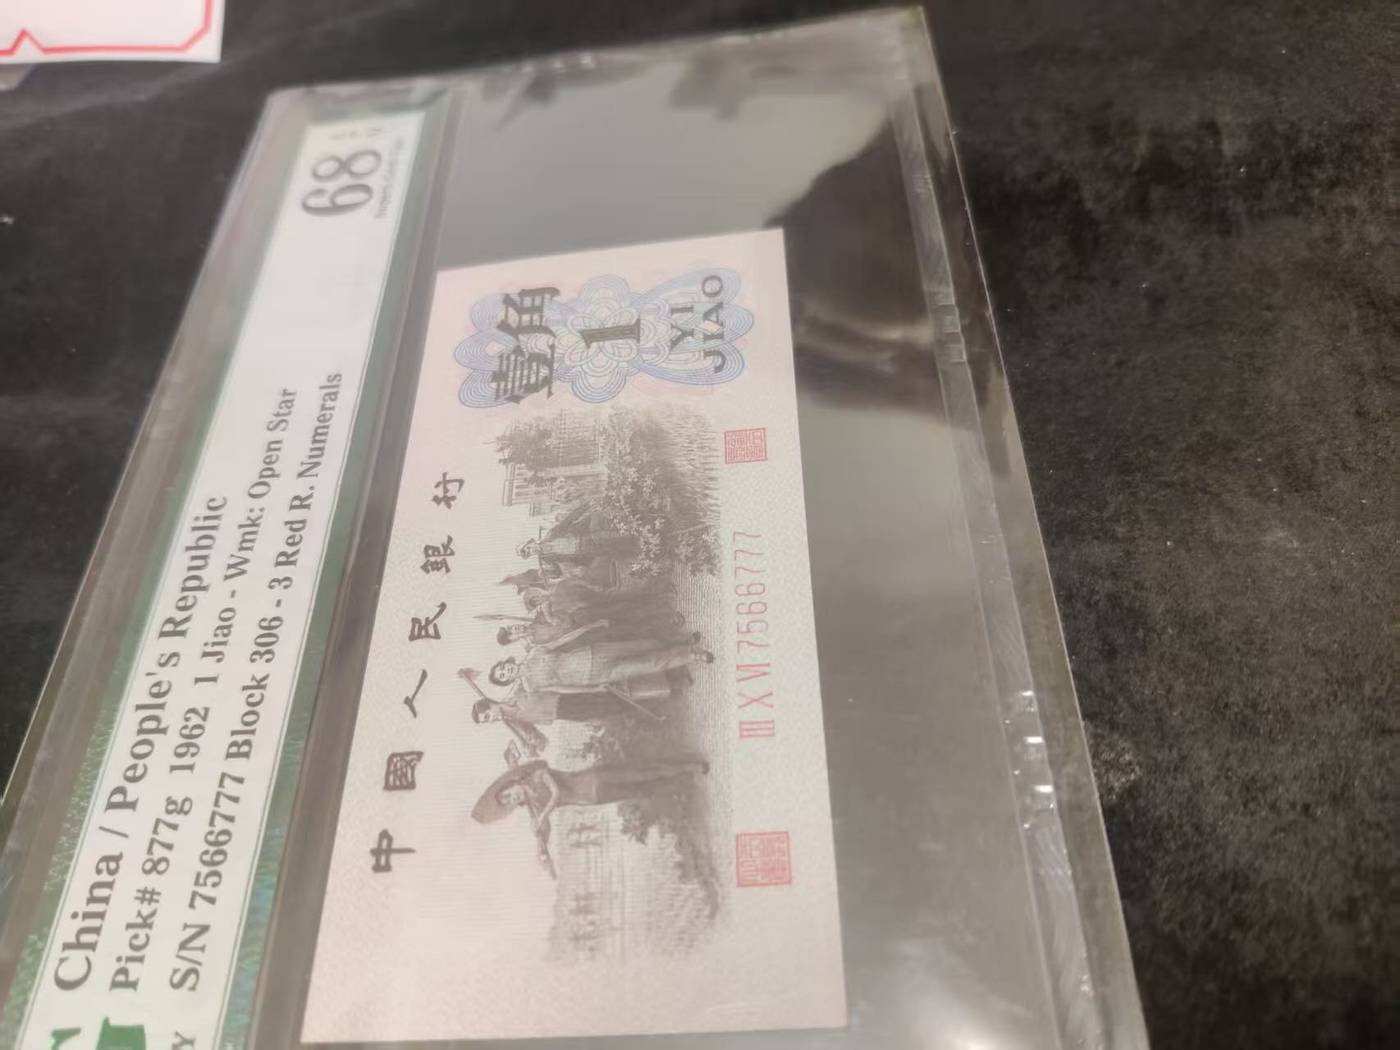 China / People's Republic
Pick# 877g 1962 1 Jiao - Wmk: Open Star
S/N 7566777 Block 306 - 3 Red R. Numerals
68
中國人民銀行
壹角
1
YI
JIAO
III X VI 7566777